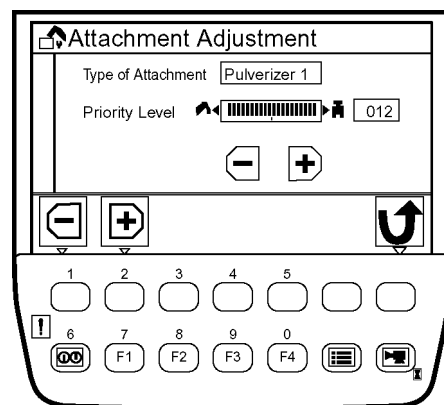 Attachment Adjustment
Type of Attachment Pulverizer 1
Priority Level 012
1 2 3 4 5
!
6 7 8 9 0
F1 F2 F3 F4